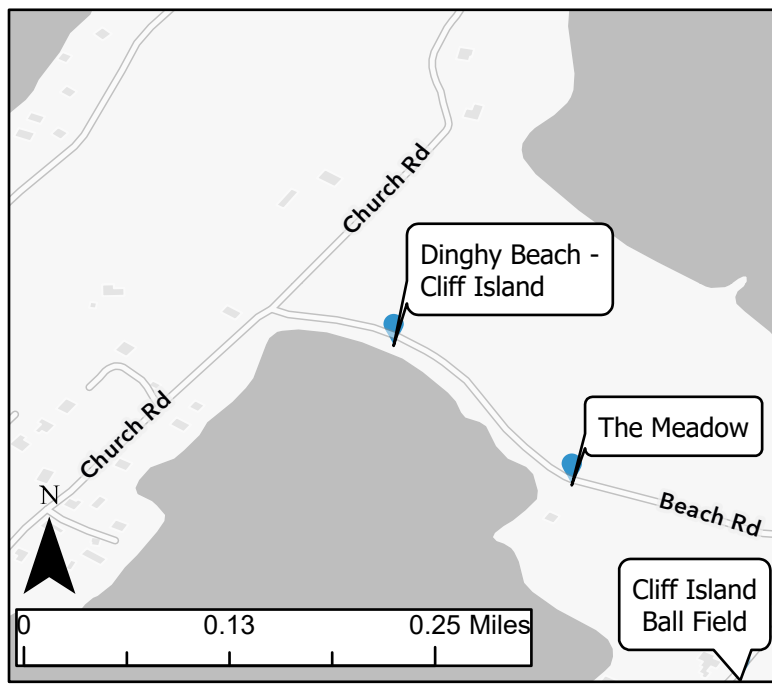 Church Rd
Dinghy Beach -
Cliff Island
The Meadow
Church Rd
N
Beach Rd
Cliff Island
Ball Field
0 0.13 0.25 Miles